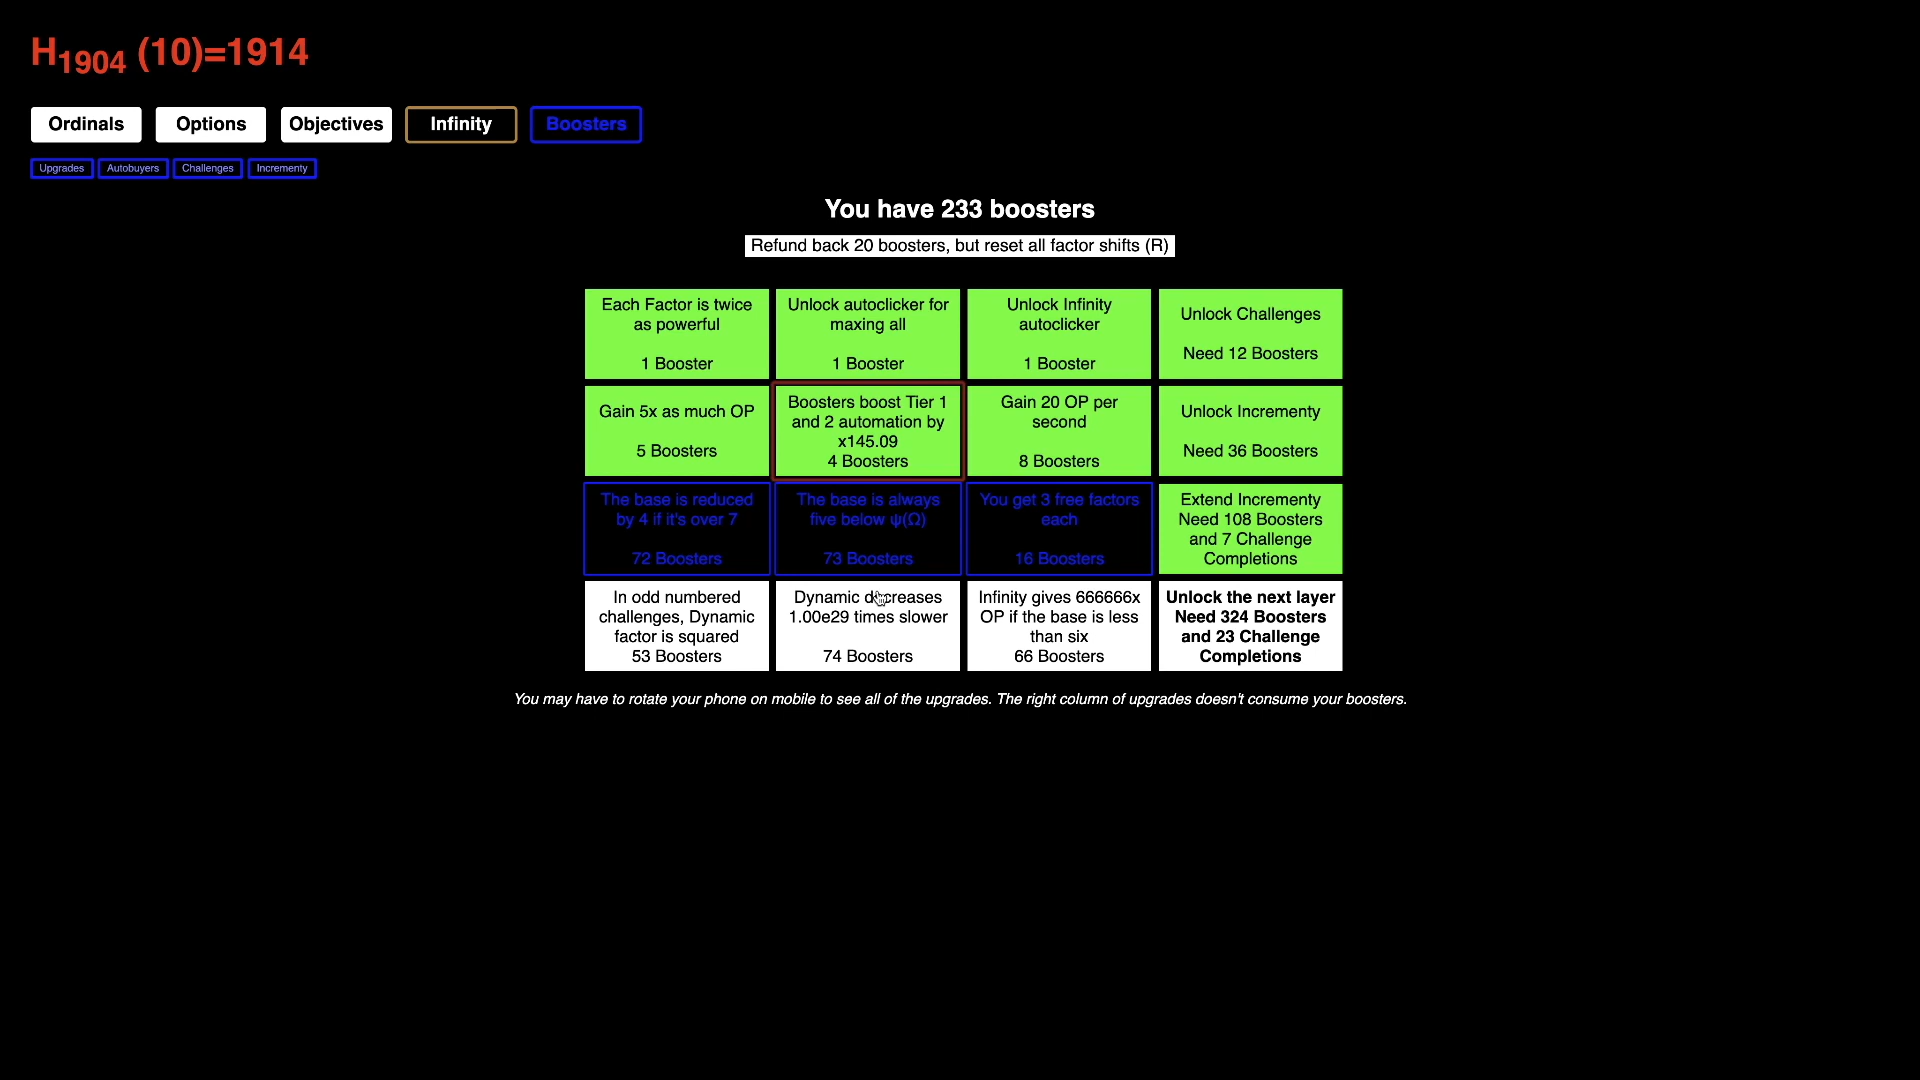 H1904 (10)=1914
Ordinals Options Objectives Infinity Boosters
Upgrades Autobuyers Challenges Incrementy
You have 233 boosters
Refund back 20 boosters, but reset all factor shifts (R)
Each Factor is twice
as powerful
1 Booster
Unlock autoclicker for
maxing all
1 Booster
Unlock Infinity
autoclicker
1 Booster
Unlock Challenges
Need 12 Boosters
Gain 5x as much OP
5 Boosters
Boosters boost Tier 1
and 2 automation by
x145.09
4 Boosters
Gain 20 OP per
second
8 Boosters
Unlock Incrementy
Need 36 Boosters
The base is reduced
by 4 if it's over 7
72 Boosters
The base is always
five below ψ(Ω)
73 Boosters
You get 3 free factors
each
16 Boosters
Extend Incrementy
Need 108 Boosters
and 7 Challenge
Completions
In odd numbered
challenges, Dynamic
factor is squared
53 Boosters
Dynamic decreases
1.00e29 times slower
74 Boosters
Infinity gives 666666x
OP if the base is less
than six
66 Boosters
Unlock the next layer
Need 324 Boosters
and 23 Challenge
Completions
You may have to rotate your phone on mobile to see all of the upgrades. The right column of upgrades doesn't consume your boosters.